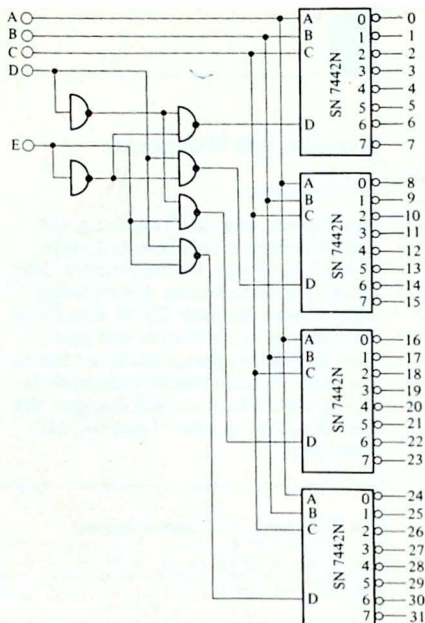 A
B
C
D
E
A 0 0
B 1 1
C 2 2
3 3
4 4
5 5
D 6 6
7 7
SN 7442N
A 0 8
B 1 9
C 2 10
3 11
4 12
5 13
D 6 14
7 15
SN 7442N
A 0 16
B 1 17
C 2 18
3 19
4 20
5 21
D 6 22
7 23
SN 7442N
A 0 24
B 1 25
C 2 26
3 27
4 28
5 29
D 6 30
7 31
SN 7442N